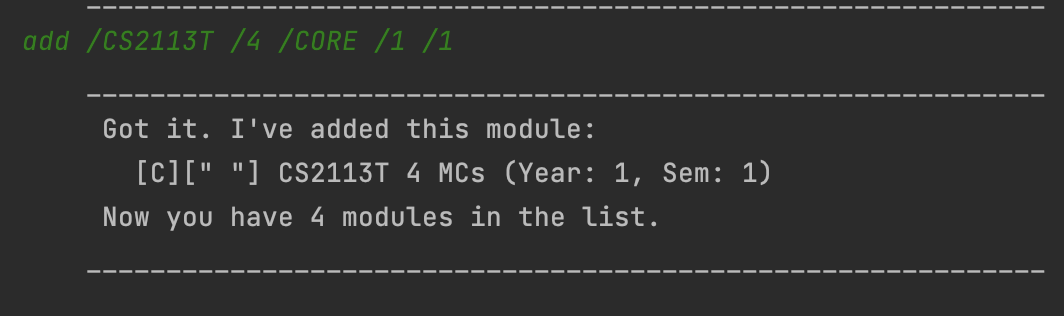 ____________________________________________________________
add /CS2113T /4 /CORE /1 /1
____________________________________________________________
Got it. I've added this module:
[C][" "] CS2113T 4 MCs (Year: 1, Sem: 1)
Now you have 4 modules in the list.
____________________________________________________________